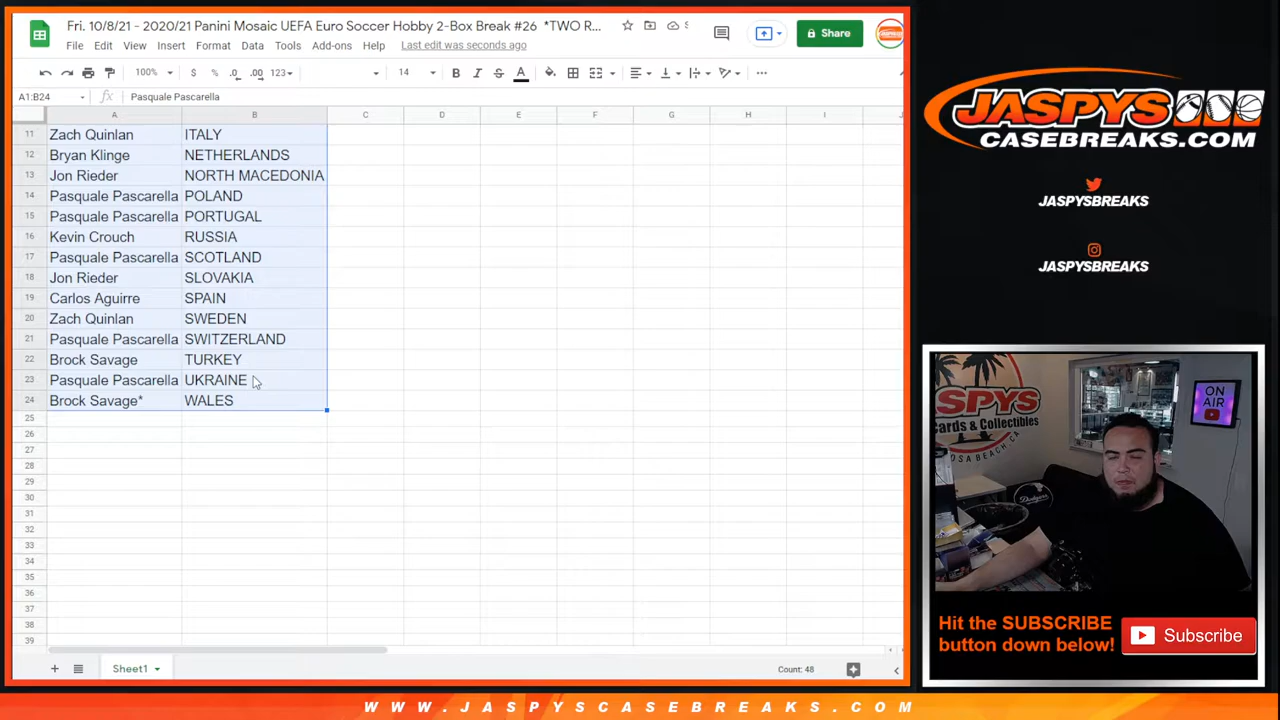 Fri. 10/8/21 - 2020/21 Panini Mosaic UEFA Euro Soccer Hobby 2-Box Break #26 *TWO R...
Share
File Edit View Insert Format Data Tools Add-ons Help Last edit was seconds ago
100% $ % .0 .00 123 14 B I S A
A1:B24 fx Pasquale Pascarella
A B C D E F G H I
11 Zach Quinlan ITALY
12 Bryan Klinge NETHERLANDS
13 Jon Rieder NORTH MACEDONIA
14 Pasquale Pascarella POLAND
15 Pasquale Pascarella PORTUGAL
16 Kevin Crouch RUSSIA
17 Pasquale Pascarella SCOTLAND
18 Jon Rieder SLOVAKIA
19 Carlos Aguirre SPAIN
20 Zach Quinlan SWEDEN
21 Pasquale Pascarella SWITZERLAND
22 Brock Savage TURKEY
23 Pasquale Pascarella UKRAINE
24 Brock Savage* WALES
25
26
27
28
29
30
31
32
33
34
35
36
37
38
39
Sheet1 Count: 48
JASPYS
CASEBREAKS.COM
JASPYSBREAKS
JASPYSBREAKS
ON
AIR
Dodgers
Hit the SUBSCRIBE
button down below!
Subscribe
WWW.JASPYSCASEBREAKS.COM